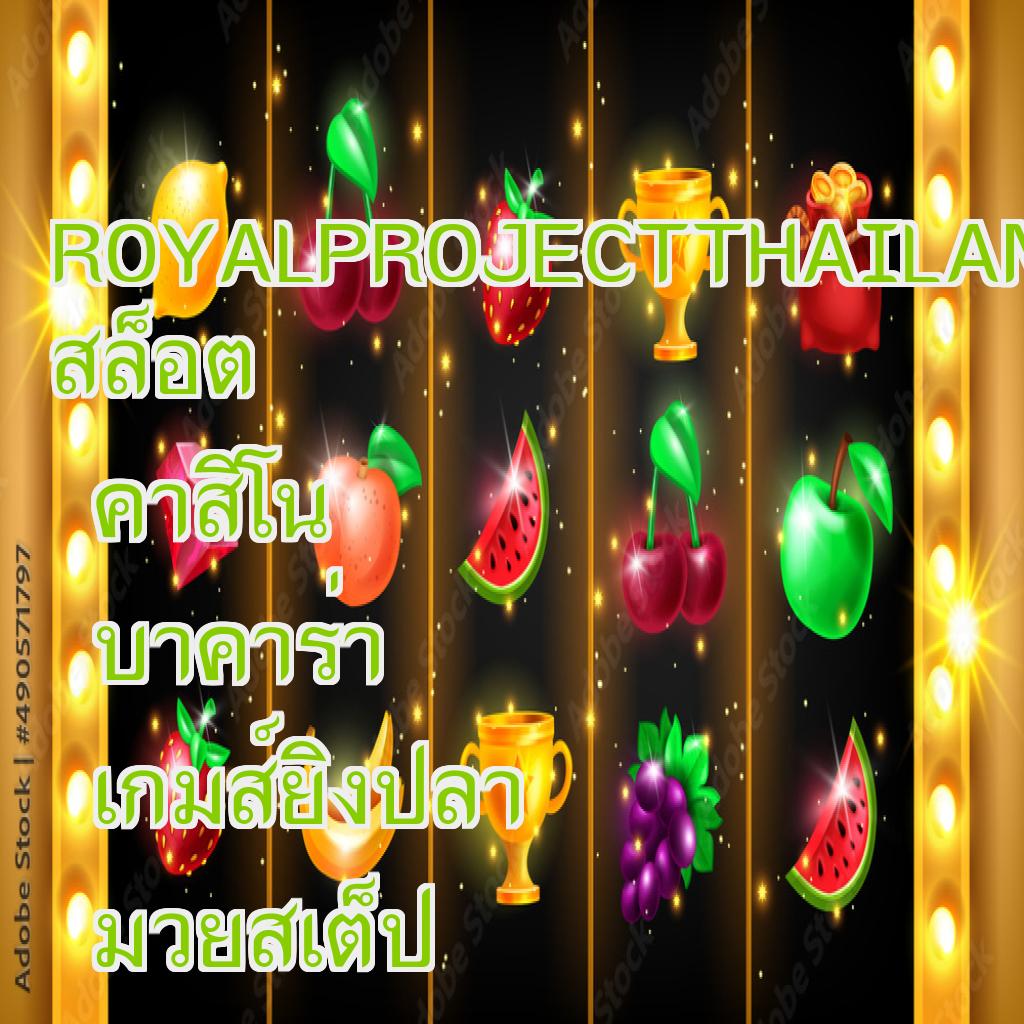 ROYALPROJECTTHAILAN
สล็อต
คาสิโน
บาคาร่า
เกมส์ยิงปลา
มวยสเต็ป
Adobe Stock | #490571797